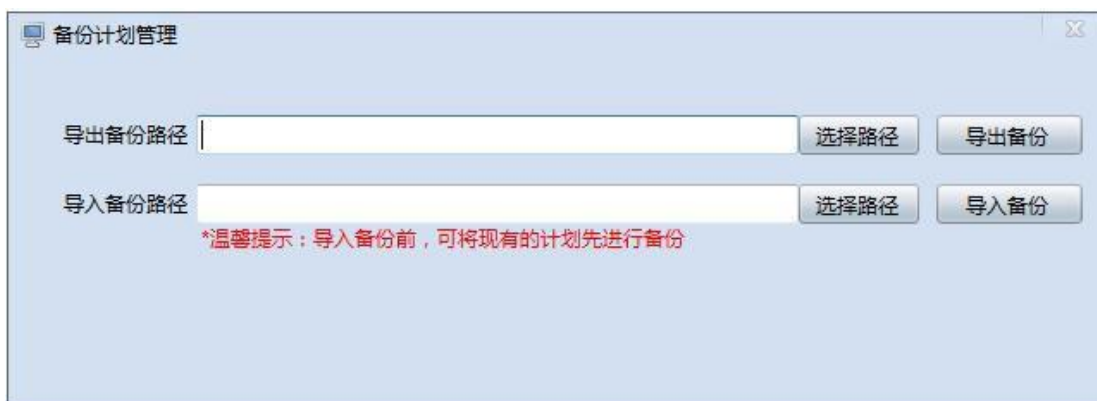 备份计划管理
导出备份路径 选择路径 导出备份
导入备份路径 选择路径 导入备份
*温馨提示：导入备份前，可将现有的计划先进行备份